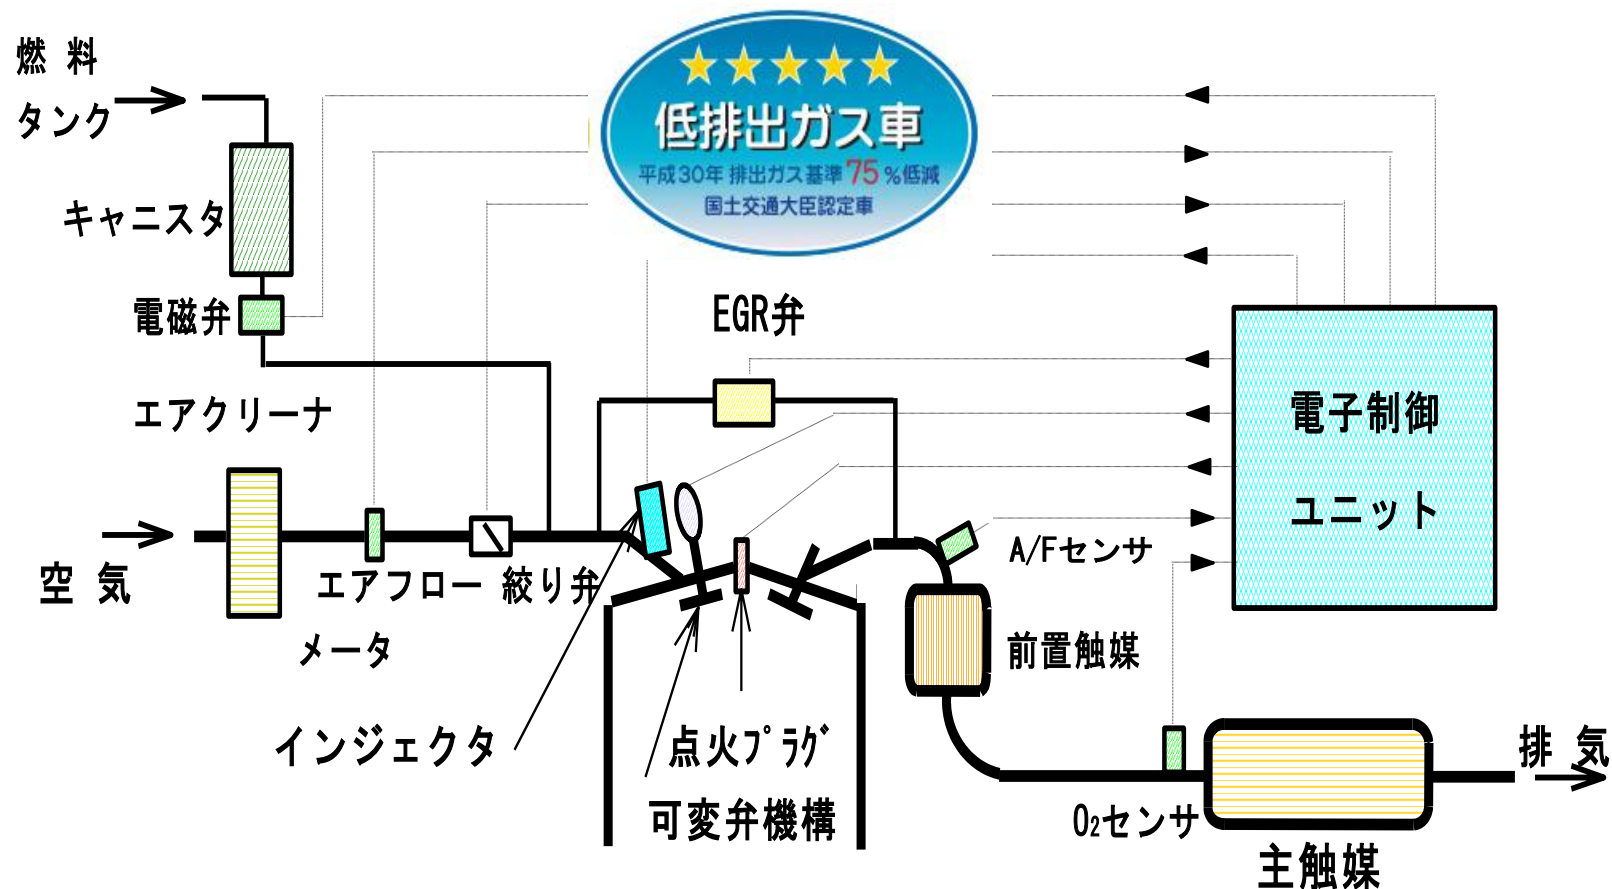 燃料
タンク
低排出ガス車
平成30年 排出ガス基準 75 %低減
国土交通大臣認定車
キャニスタ
電磁弁
EGR弁
エアクリーナ
電子制御
ユニット
空気
エアフロー
メータ
絞り弁
A/Fセンサ
前置触媒
インジェクタ
点火プラグ
可変弁機構
O₂センサ
主触媒
排気